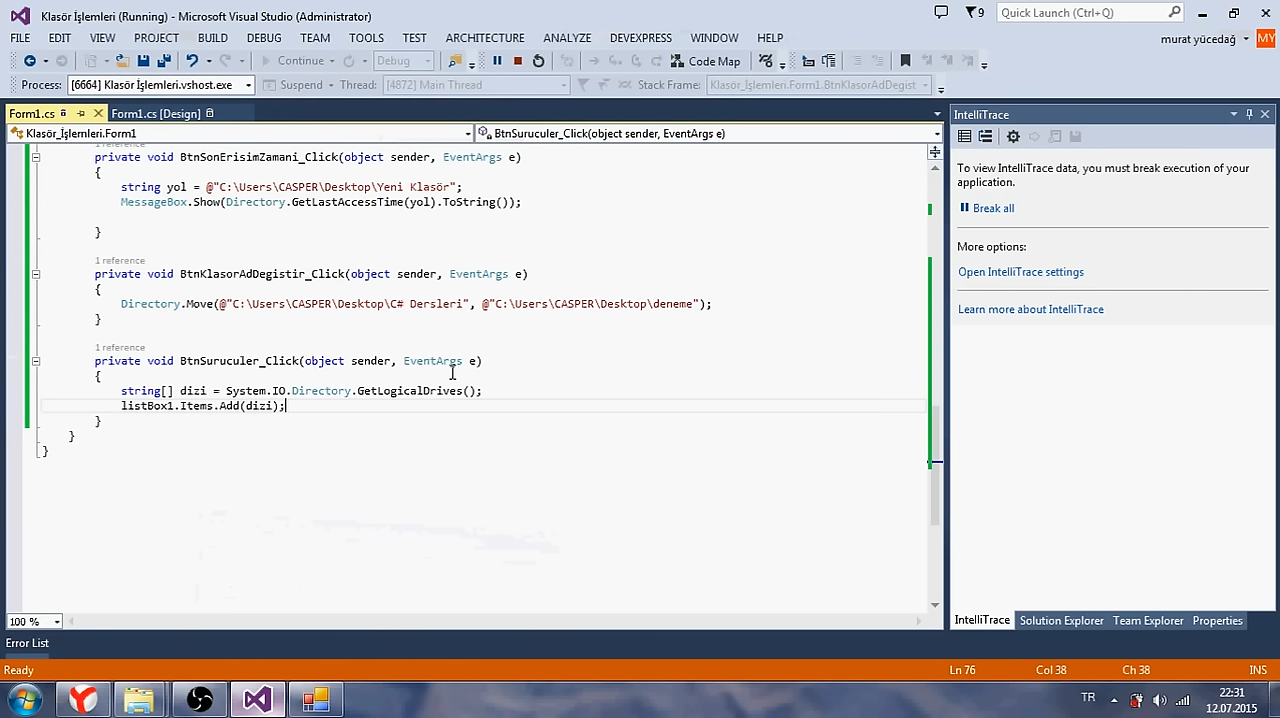 Klasör İşlemleri (Running) - Microsoft Visual Studio (Administrator)
9
Quick Launch (Ctrl+Q)
FILE EDIT VIEW PROJECT BUILD DEBUG TEAM TOOLS TEST ARCHITECTURE ANALYZE DEVEXPRESS WINDOW HELP
murat yücedağ MY
Continue Debug Code Map
Process: [6664] Klasör İşlemleri.vshost.exe Suspend Thread: [4872] Main Thread Stack Frame: Klasör_İşlemleri.Form1.BtnKlasorAdDegist
Form1.cs Form1.cs [Design]
Klasör_İşlemleri.Form1 BtnSuruculer_Click(object sender, EventArgs e)
1 reference
private void BtnSonErisimZamani_Click(object sender, EventArgs e)
{
string yol = @"C:\Users\CASPER\Desktop\Yeni Klasör";
MessageBox.Show(Directory.GetLastAccessTime(yol).ToString());
}
1 reference
private void BtnKlasorAdDegistir_Click(object sender, EventArgs e)
{
Directory.Move(@"C:\Users\CASPER\Desktop\C# Dersleri", @"C:\Users\CASPER\Desktop\deneme");
}
1 reference
private void BtnSuruculer_Click(object sender, EventArgs e)
{
string[] dizi = System.IO.Directory.GetLogicalDrives();
listBox1.Items.Add(dizi);
}
}
}
100 %
IntelliTrace
To view IntelliTrace data, you must break execution of your
application.
Break all
More options:
Open IntelliTrace settings
Learn more about IntelliTrace
IntelliTrace Solution Explorer Team Explorer Properties
Error List
Ready Ln 76 Col 38 Ch 38 INS
TR
22:31
12.07.2015